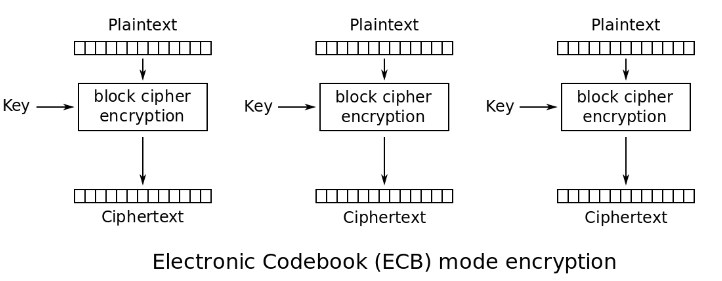 Plaintext Plaintext Plaintext
Key block cipher encryption Key block cipher encryption Key block cipher encryption
Ciphertext Ciphertext Ciphertext
Electronic Codebook (ECB) mode encryption